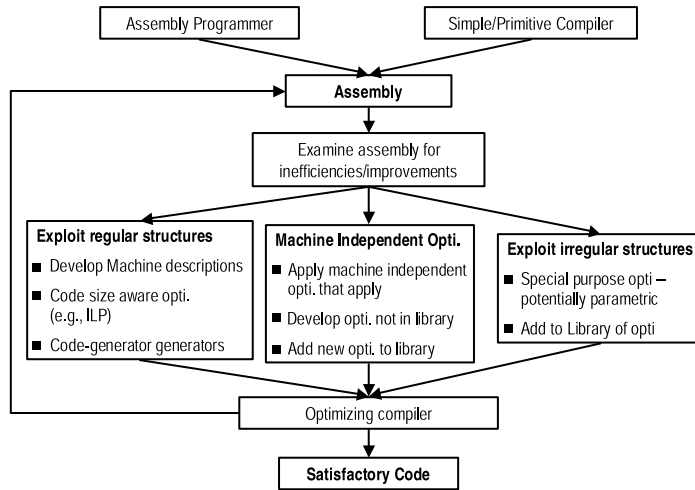 Assembly Programmer
Simple/Primitive Compiler
Assembly
Examine assembly for
inefficiencies/improvements
Exploit regular structures
■ Develop Machine descriptions
■ Code size aware opti.
(e.g., ILP)
■ Code-generator generators
Machine Independent Opti.
■ Apply machine independent
opti. that apply
■ Develop opti. not in library
■ Add new opti. to library
Exploit irregular structures
■ Special purpose opti –
potentially parametric
■ Add to Library of opti
Optimizing compiler
Satisfactory Code